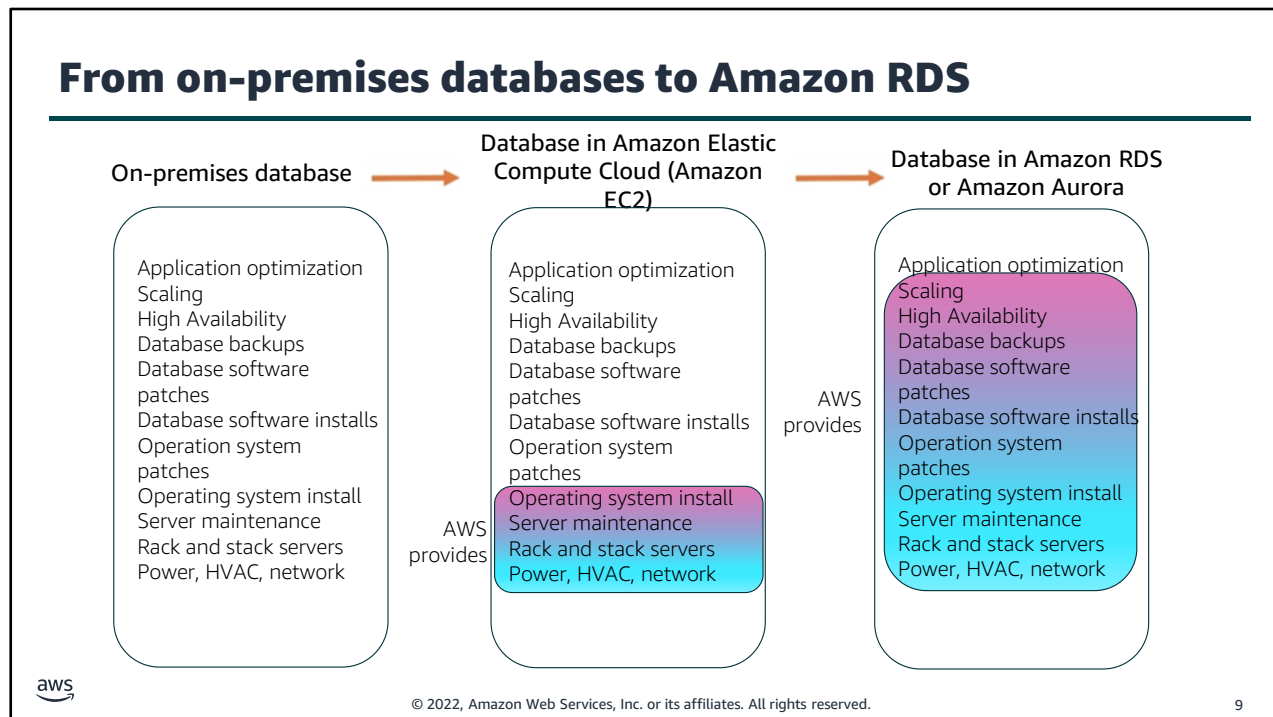 From on-premises databases to Amazon RDS
On-premises database
Database in Amazon Elastic
Compute Cloud (Amazon
EC2)
Database in Amazon RDS
or Amazon Aurora
Application optimization
Scaling
High Availability
Database backups
Database software
patches
Database software installs
Operation system
patches
Operating system install
Server maintenance
Rack and stack servers
Power, HVAC, network
AWS
provides
Application optimization
Scaling
High Availability
Database backups
Database software
patches
Database software installs
Operation system
patches
Operating system install
Server maintenance
Rack and stack servers
Power, HVAC, network
AWS
provides
Application optimization
Scaling
High Availability
Database backups
Database software
patches
Database software installs
Operation system
patches
Operating system install
Server maintenance
Rack and stack servers
Power, HVAC, network
aws
© 2022, Amazon Web Services, Inc. or its affiliates. All rights reserved.
9